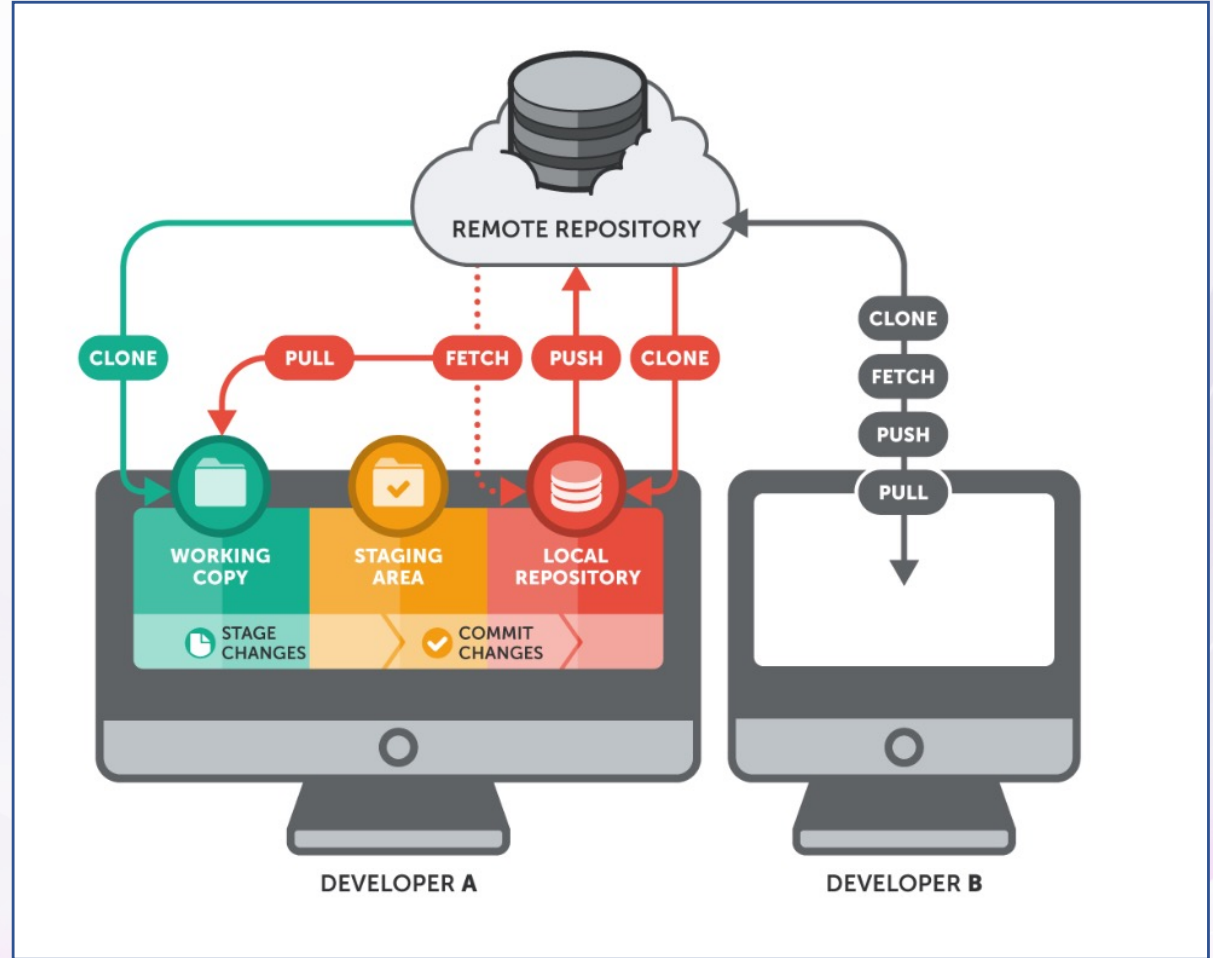 REMOTE REPOSITORY
CLONE
PULL
FETCH
PUSH
CLONE
CLONE
FETCH
PUSH
PULL
WORKING
COPY
STAGING
AREA
LOCAL
REPOSITORY
STAGE
CHANGES
COMMIT
CHANGES
DEVELOPER A
DEVELOPER B